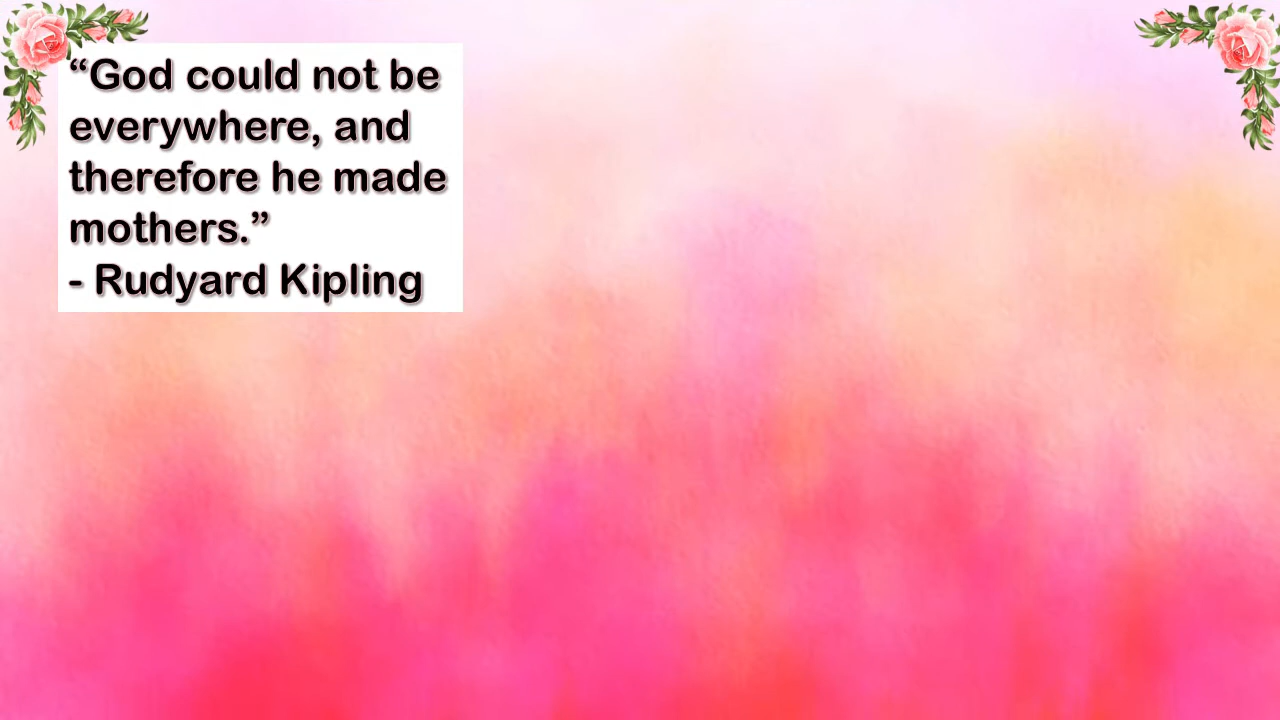 “God could not be
everywhere, and
therefore he made
mothers.”
- Rudyard Kipling